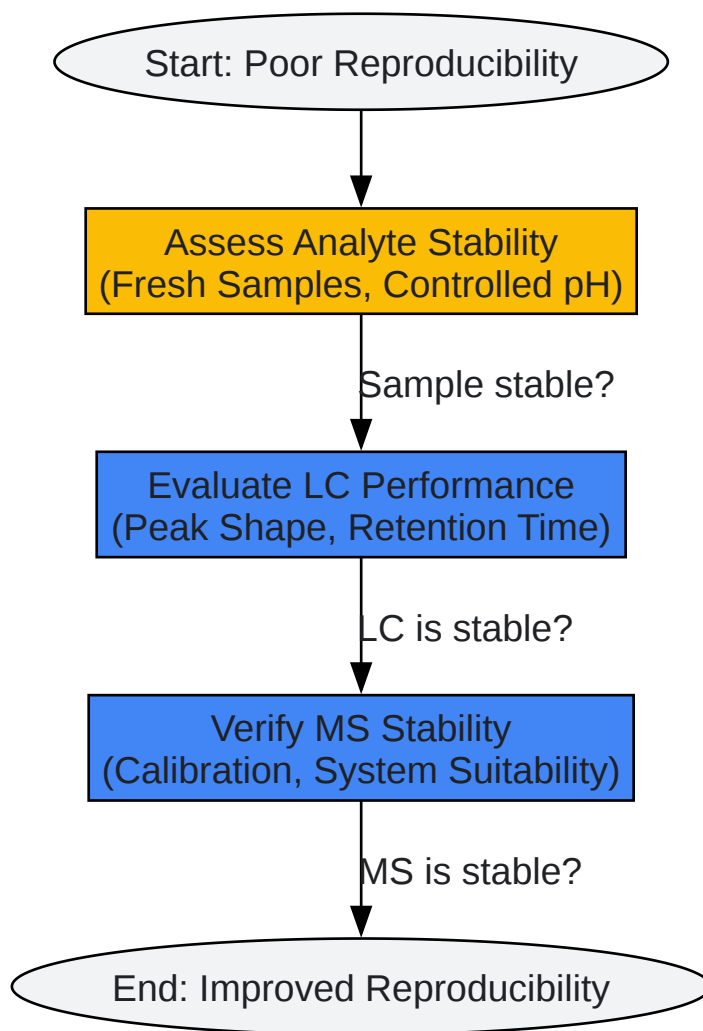 Start: Poor Reproducibility
Assess Analyte Stability
(Fresh Samples, Controlled pH)
Sample stable?
Evaluate LC Performance
(Peak Shape, Retention Time)
LC is stable?
Verify MS Stability
(Calibration, System Suitability)
MS is stable?
End: Improved Reproducibility